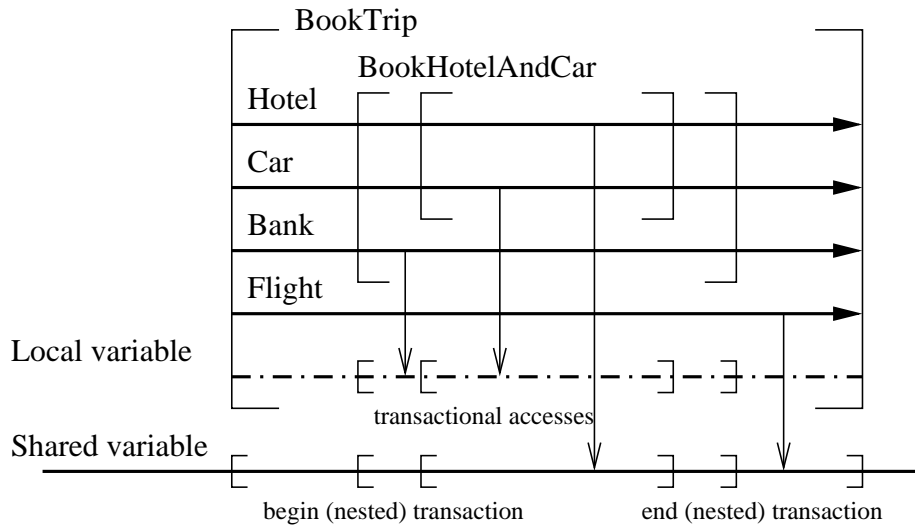 BookTrip
BookHotelAndCar
Hotel
Car
Bank
Flight
Local variable
transactional accesses
Shared variable
begin (nested) transaction
end (nested) transaction